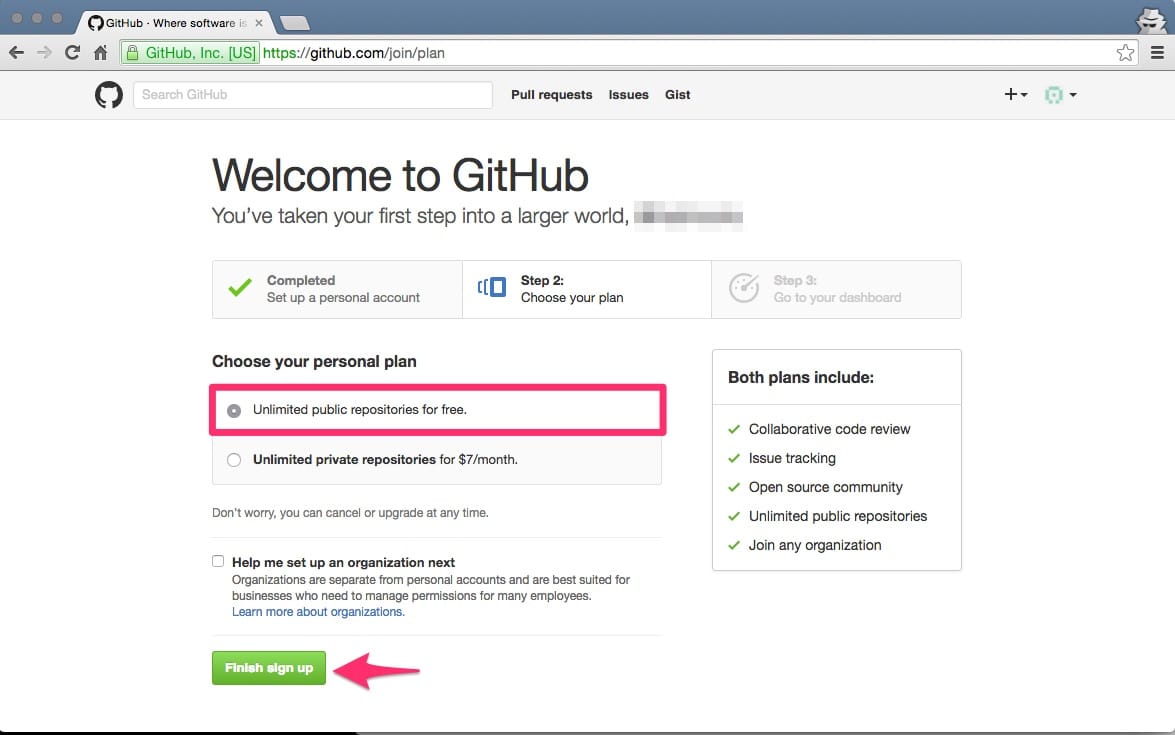 GitHub · Where software is
GitHub, Inc. [US] https://github.com/join/plan
Search GitHub
Pull requests Issues Gist
Welcome to GitHub
You've taken your first step into a larger world,
Completed
Set up a personal account
Step 2:
Choose your plan
Step 3:
Go to your dashboard
Choose your personal plan
Unlimited public repositories for free.
Unlimited private repositories for $7/month.
Don't worry, you can cancel or upgrade at any time.
Help me set up an organization next
Organizations are separate from personal accounts and are best suited for
businesses who need to manage permissions for many employees.
Learn more about organizations.
Finish sign up
Both plans include:
Collaborative code review
Issue tracking
Open source community
Unlimited public repositories
Join any organization